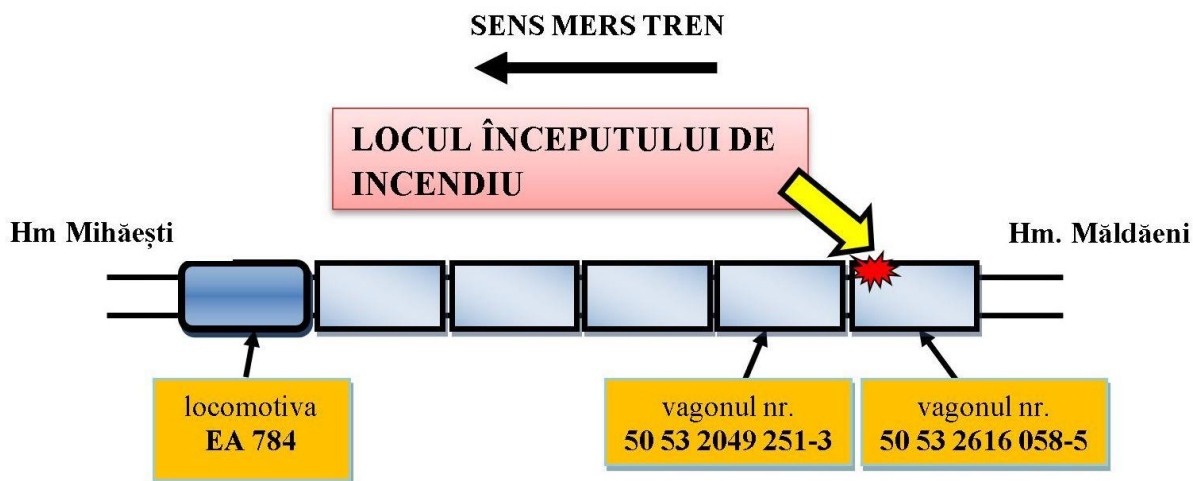 SENS MERS TREN
LOCUL ÎNCEPUTULUI DE
INCENDIU
Hm Mihăești
Hm. Măldăeni
locomotiva
EA 784
vagonul nr.
50 53 2049 251-3
vagonul nr.
50 53 2616 058-5